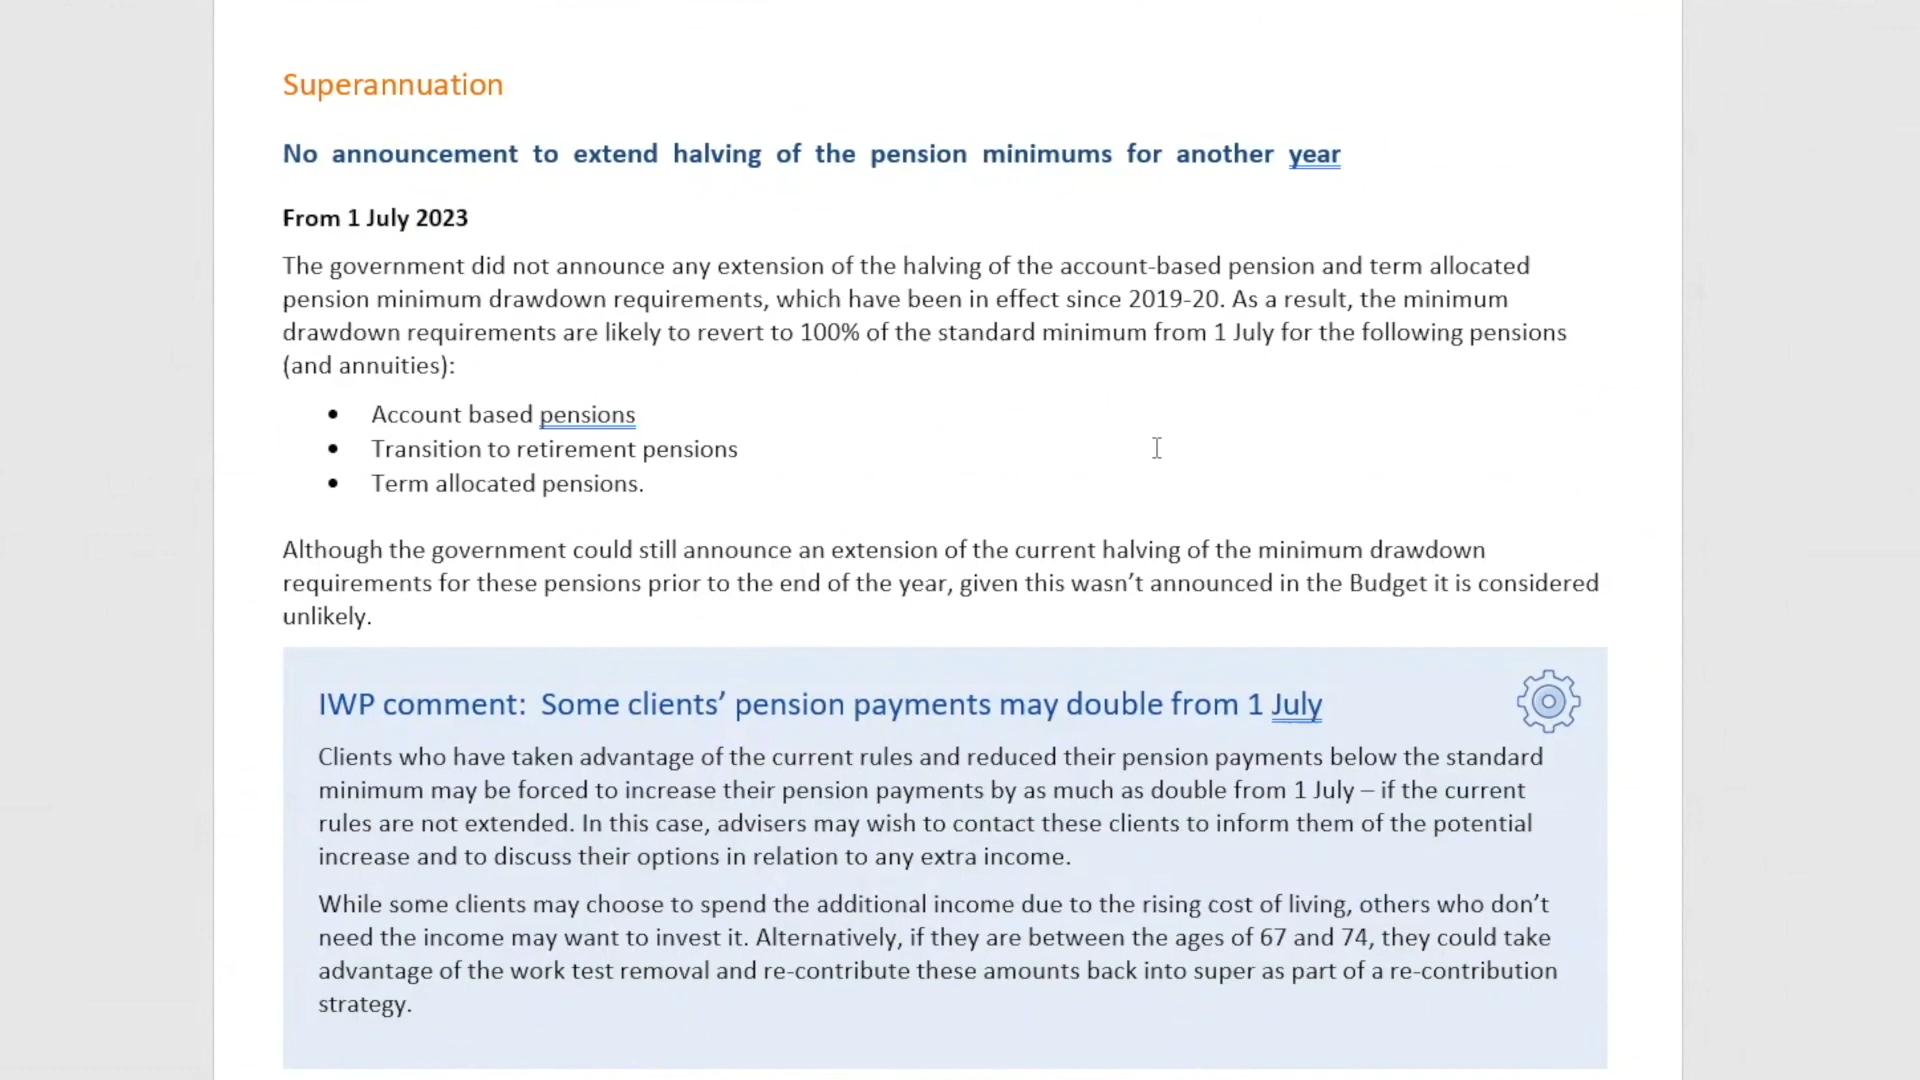 Superannuation
No announcement to extend halving of the pension minimums for another year
From 1 July 2023
The government did not announce any extension of the halving of the account-based pension and term allocated
pension minimum drawdown requirements, which have been in effect since 2019-20. As a result, the minimum
drawdown requirements are likely to revert to 100% of the standard minimum from 1 July for the following pensions
(and annuities):
• Account based pensions
• Transition to retirement pensions
• Term allocated pensions.
Although the government could still announce an extension of the current halving of the minimum drawdown
requirements for these pensions prior to the end of the year, given this wasn’t announced in the Budget it is considered
unlikely.
IWP comment: Some clients’ pension payments may double from 1 July
Clients who have taken advantage of the current rules and reduced their pension payments below the standard
minimum may be forced to increase their pension payments by as much as double from 1 July – if the current
rules are not extended. In this case, advisers may wish to contact these clients to inform them of the potential
increase and to discuss their options in relation to any extra income.
While some clients may choose to spend the additional income due to the rising cost of living, others who don’t
need the income may want to invest it. Alternatively, if they are between the ages of 67 and 74, they could take
advantage of the work test removal and re-contribute these amounts back into super as part of a re-contribution
strategy.